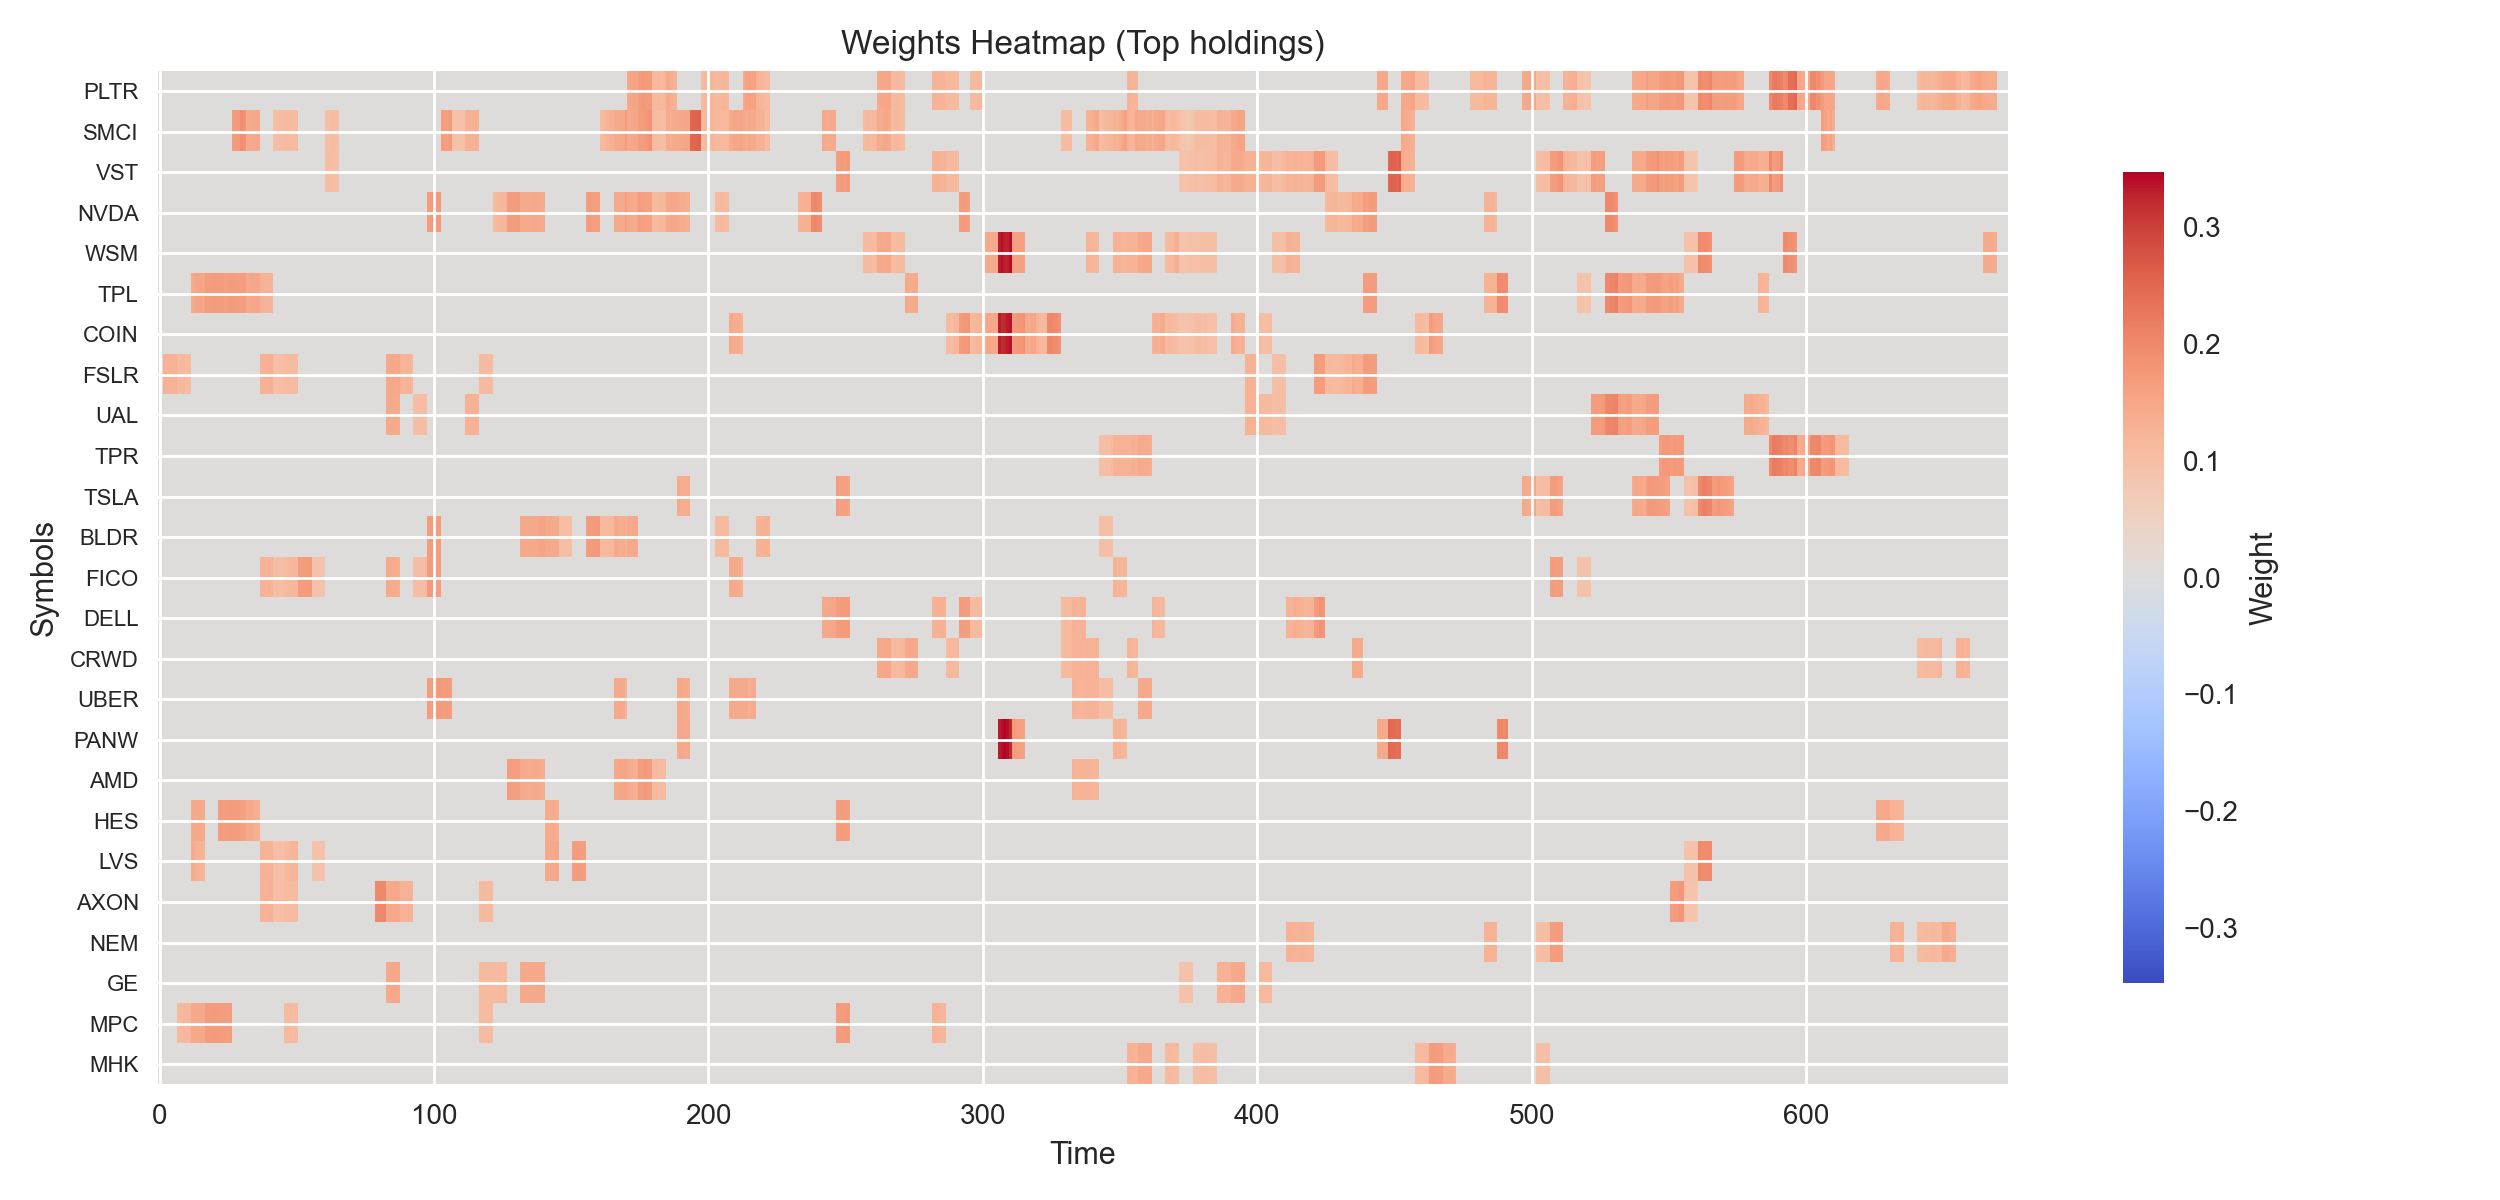 Weights Heatmap (Top holdings)
Symbols
PLTR
SMCI
VST
NVDA
WSM
TPL
COIN
FSLR
UAL
TPR
TSLA
BLDR
FICO
DELL
CRWD
UBER
PANW
AMD
HES
LVS
AXON
NEM
GE
MPC
MHK
0 100 200 300 400 500 600
Time
0.3
0.2
0.1
0.0
−0.1
−0.2
−0.3
Weight